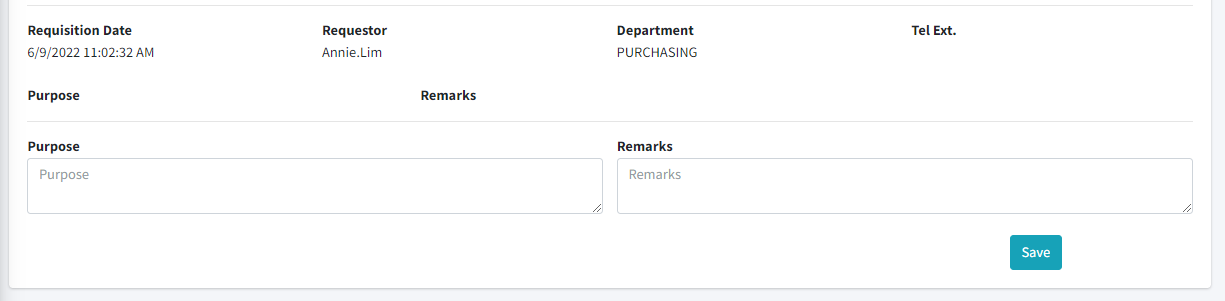 Requisition Date Requestor Department Tel Ext.
6/9/2022 11:02:32 AM Annie.Lim PURCHASING
Purpose Remarks
Purpose Remarks
Purpose Remarks
Save